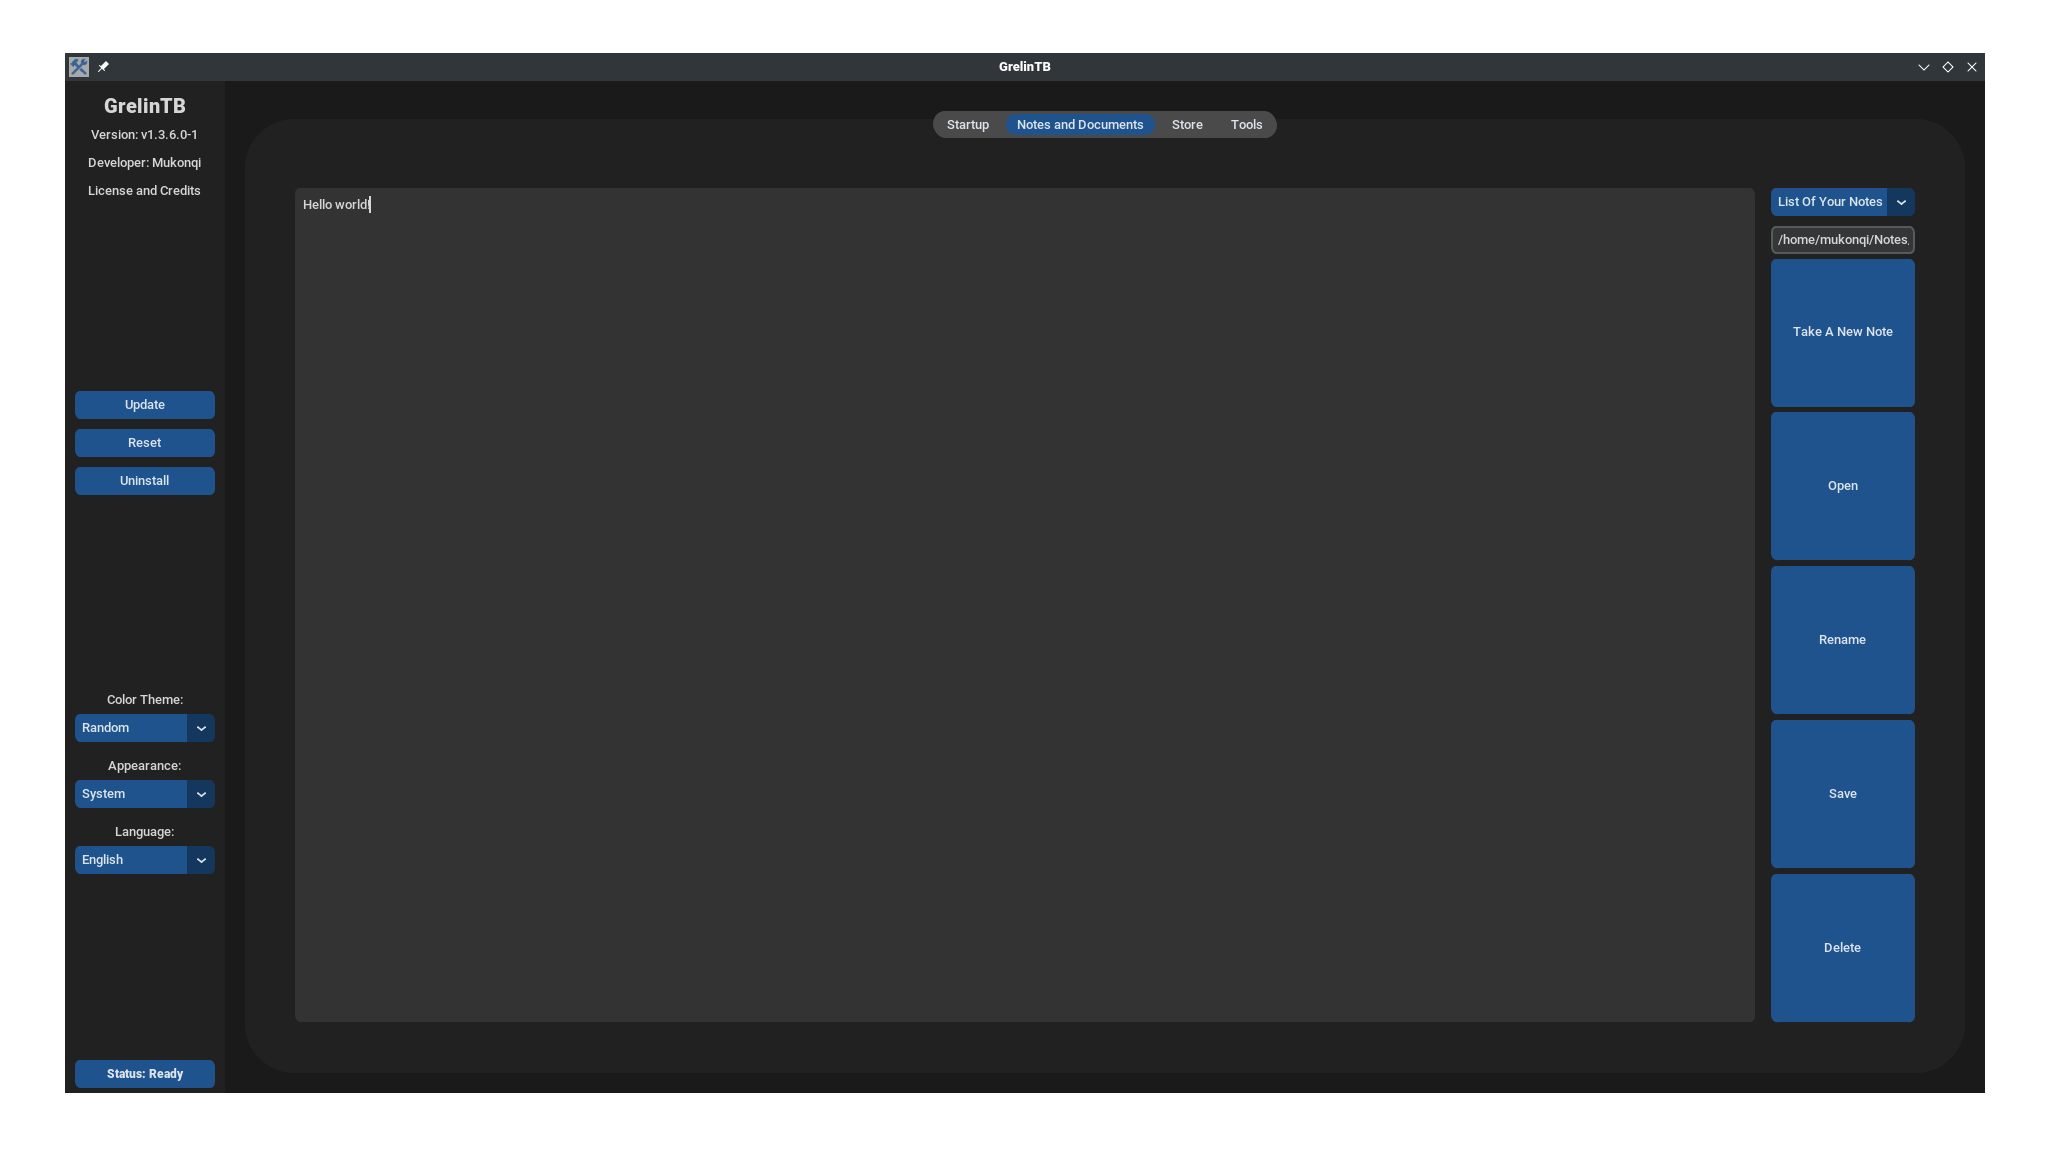 GrelinTB
GrelinTB
Version: v1.3.6.0-1
Developer: Mukonqi
License and Credits
Update
Reset
Uninstall
Color Theme:
Random
Appearance:
System
Language:
English
Status: Ready
Startup
Notes and Documents
Store
Tools
Hello world!
List Of Your Notes
/home/mukonqi/Notes
Take A New Note
Open
Rename
Save
Delete